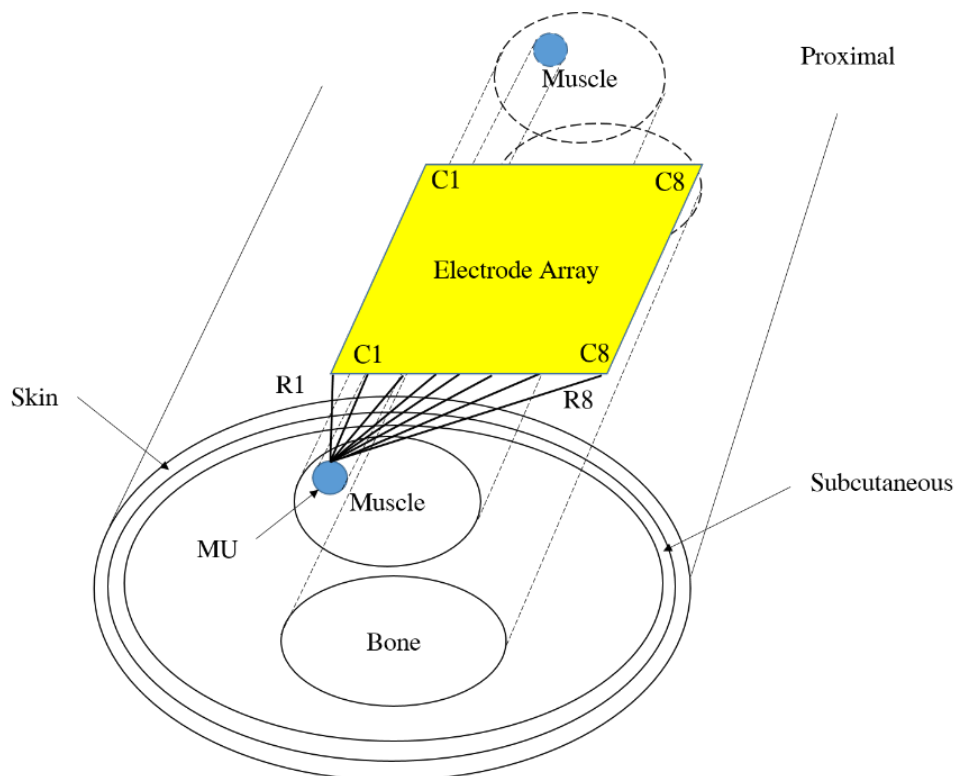 Proximal
Muscle
C1
C8
Electrode Array
C1
C8
R1
R8
Skin
Subcutaneous
Muscle
MU
Bone